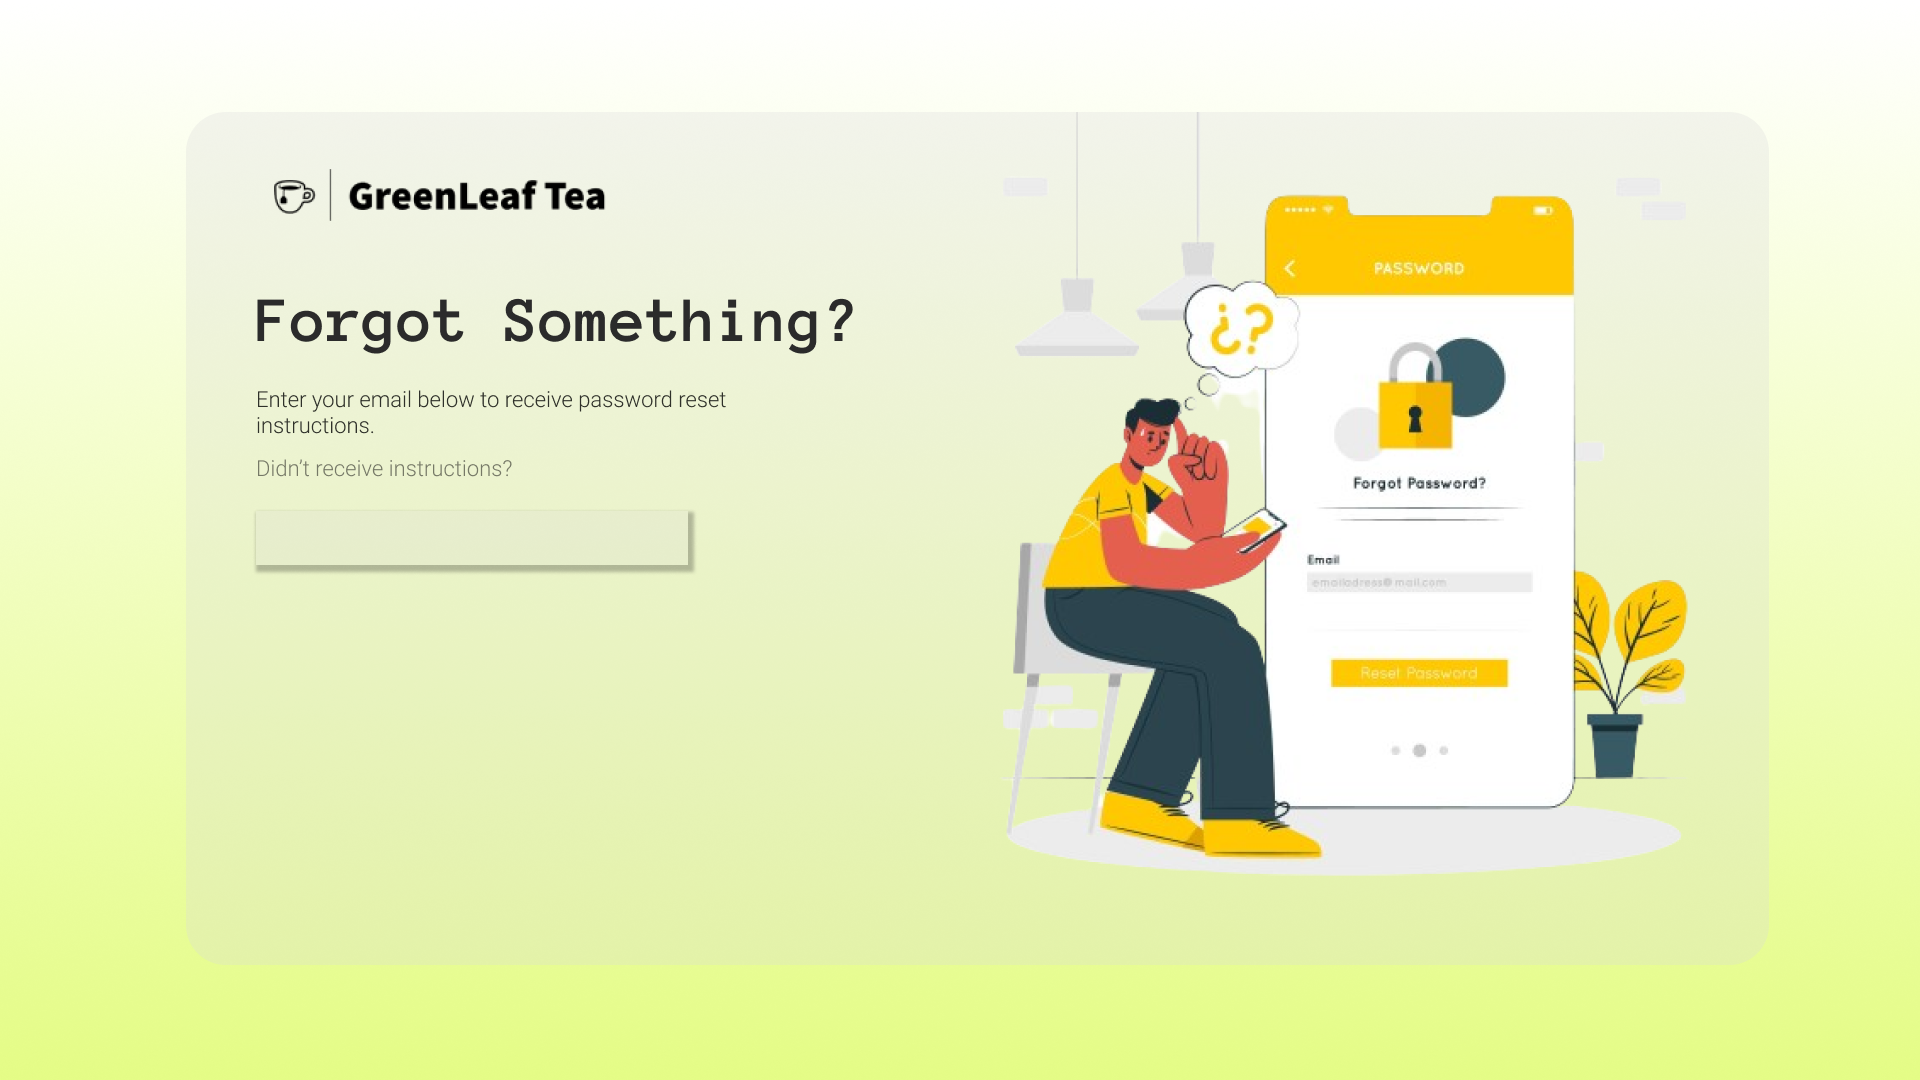 GreenLeaf Tea
Forgot Something?
Enter your email below to receive password reset
instructions.
Didn’t receive instructions?
PASSWORD
¿?
Forgot Password?
Email
emailadress@mail.com
Reset Password